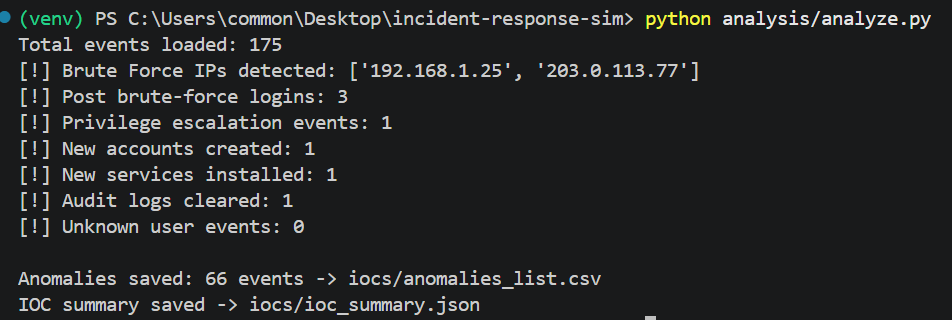 (venv) PS C:\Users\common\Desktop\incident-response-sim> python analysis/analyze.py
Total events loaded: 175
[!] Brute Force IPs detected: ['192.168.1.25', '203.0.113.77']
[!] Post brute-force logins: 3
[!] Privilege escalation events: 1
[!] New accounts created: 1
[!] New services installed: 1
[!] Audit logs cleared: 1
[!] Unknown user events: 0
Anomalies saved: 66 events -> iocs/anomalies_list.csv
IOC summary saved -> iocs/ioc_summary.json